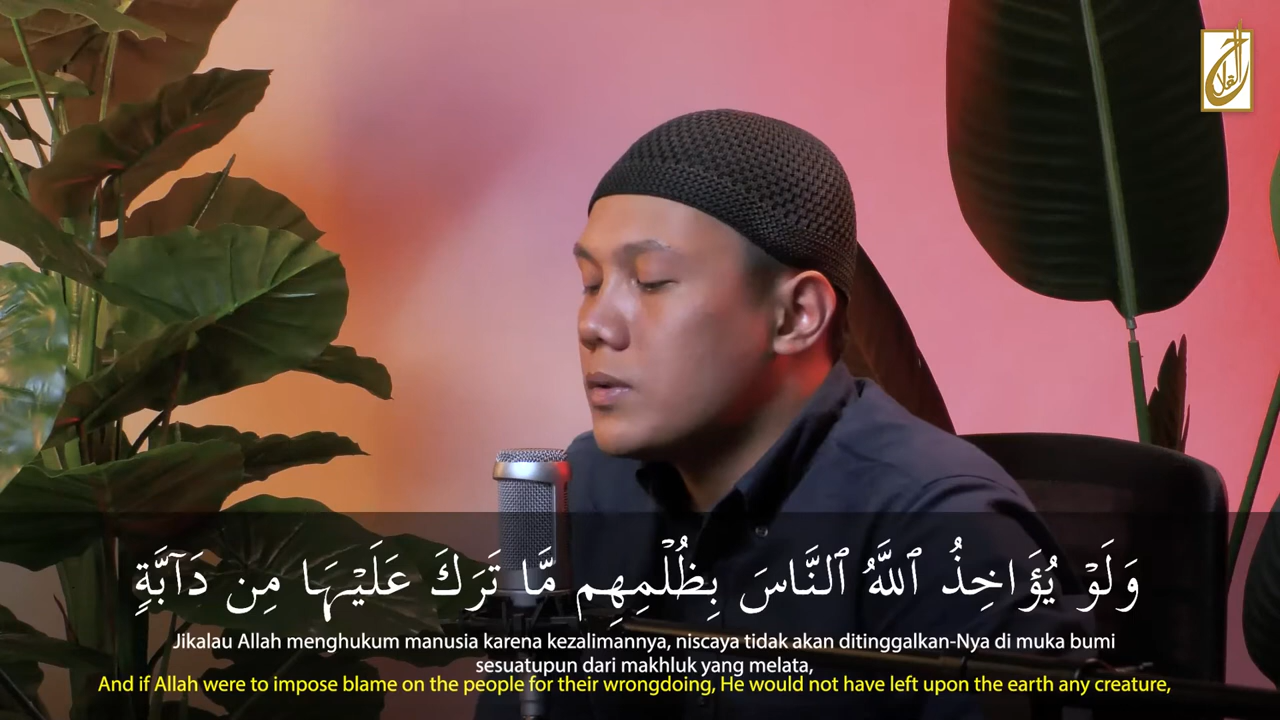 وَلَوۡ يُؤَاخِذُ ٱللَّهُ ٱلنَّاسَ بِظُلۡمِهِم مَّا تَرَكَ عَلَيۡهَا مِن دَآبَّةٍ
Jikalau Allah menghukum manusia karena kezalimannya, niscaya tidak akan ditinggalkan-Nya di muka bumi
sesuatupun dari makhluk yang melata,
And if Allah were to impose blame on the people for their wrongdoing, He would not have left upon the earth any creature,